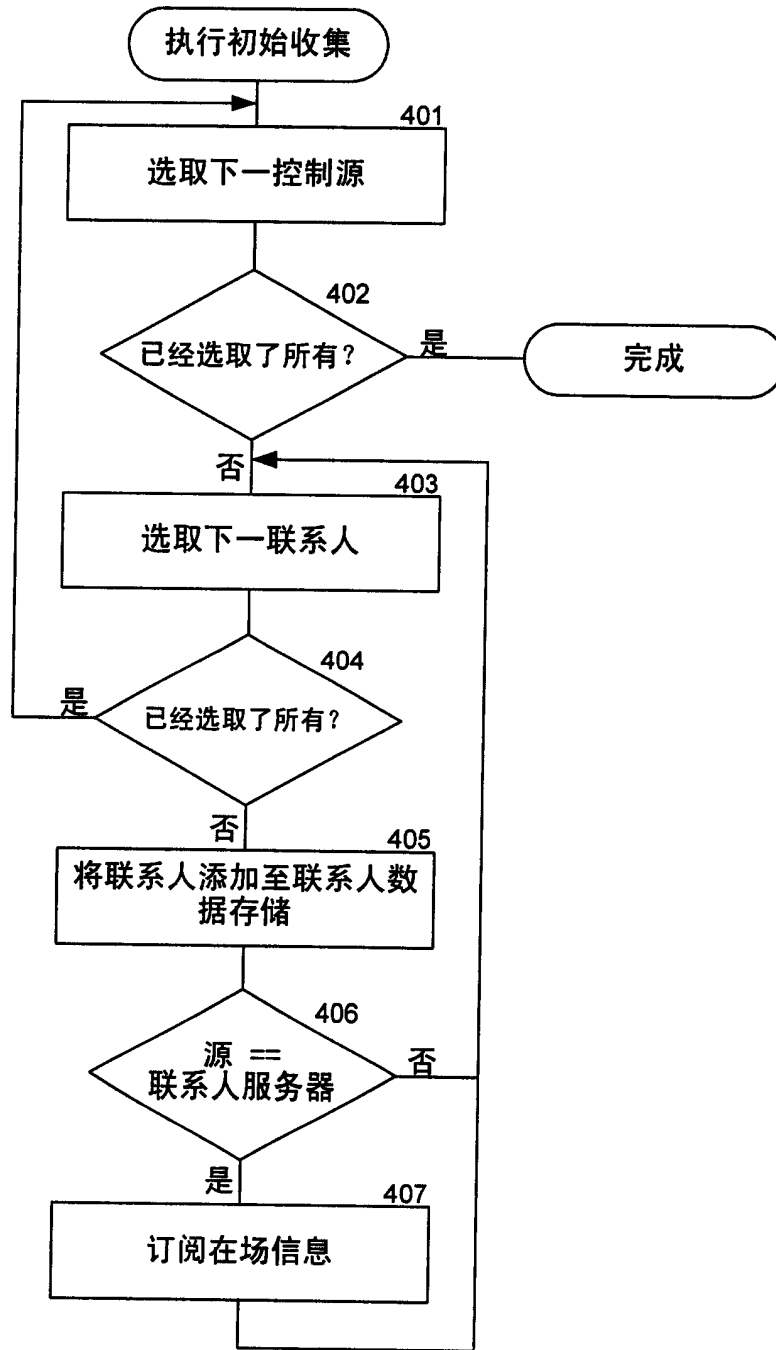 执行初始收集
401
选取下一控制源
402
已经选取了所有?
是
完成
否
403
选取下一联系人
404
是
已经选取了所有?
否
405
将联系人添加至联系人数
据存储
406
源 ==
联系人服务器
否
是
407
订阅在场信息